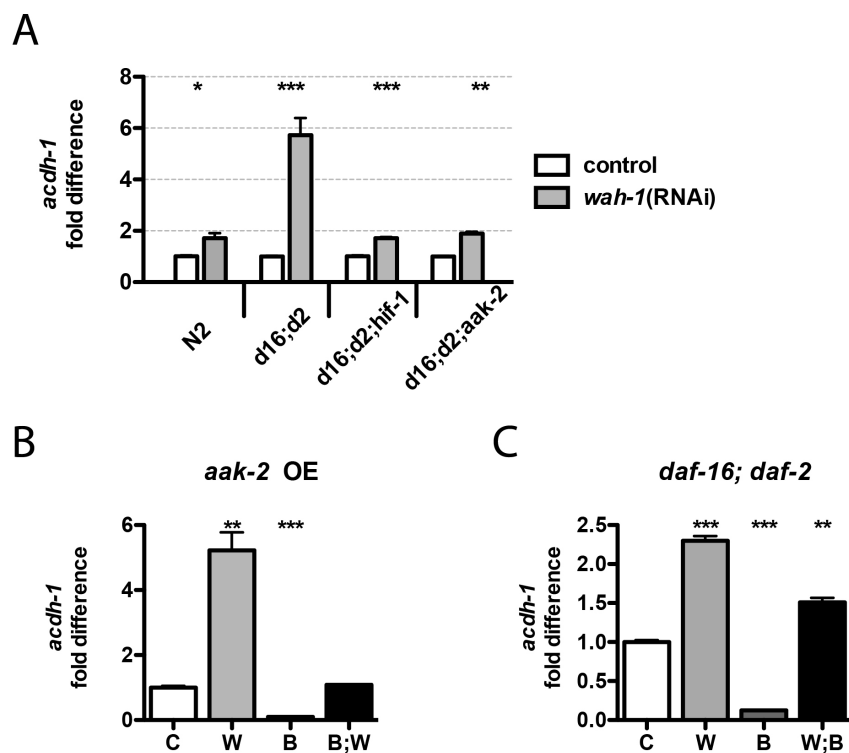 A
acdh-1
fold difference
8
6
4
2
0
* *** *** **
N2
d16;d2
d16;d2;hif-1
d16;d2;aak-2
control
wah-1(RNAi)
B
aak-2 OE
acdh-1
fold difference
6
4
2
0
** ***
C W B B;W
C
daf-16; daf-2
acdh-1
fold difference
2.5
2.0
1.5
1.0
0.5
0
*** *** **
C W B W;B